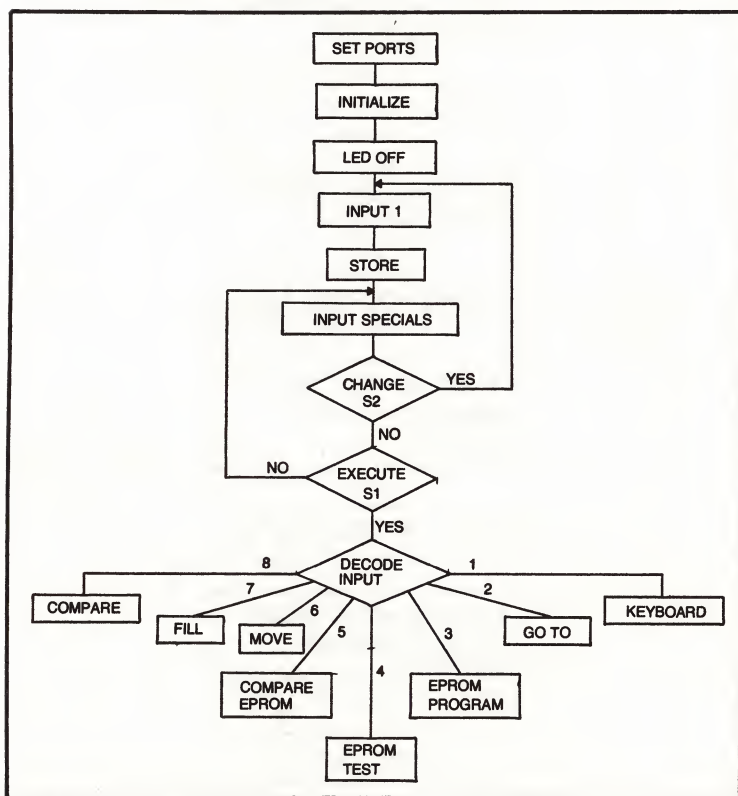 SET PORTS
INITIALIZE
LED OFF
INPUT 1
STORE
INPUT SPECIALS
CHANGE
S2
YES
NO
EXECUTE
S1
NO
YES
DECODE
INPUT
8
7
6
5
4
3
2
1
COMPARE
FILL
MOVE
COMPARE
EPROM
EPROM
TEST
EPROM
PROGRAM
GO TO
KEYBOARD